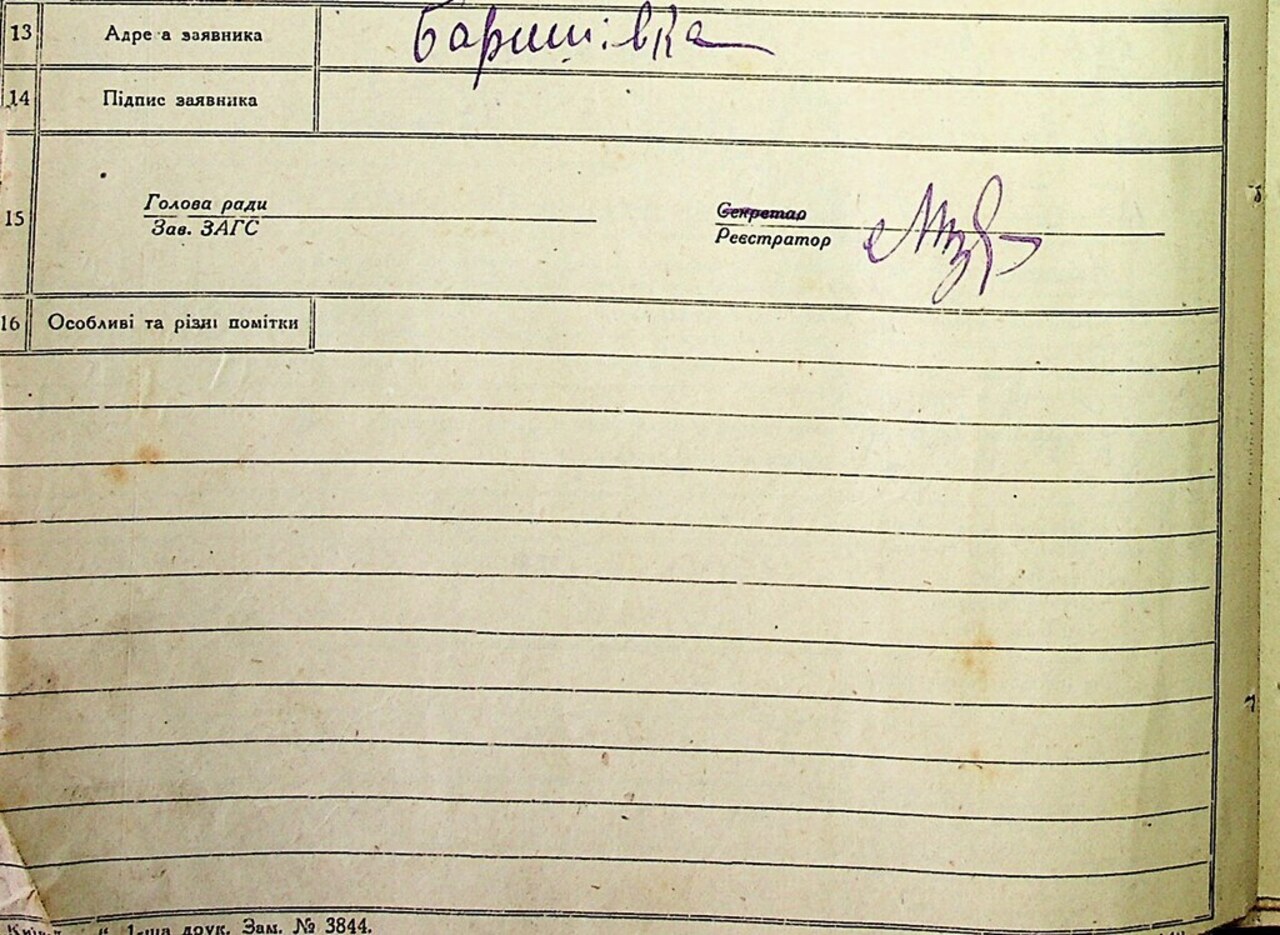 13 Адреса заявника Баришівка
14 Підпис заявника
15 Голова ради Секретар
Зав. ЗАГС Реєстратор
16 Особливі та різні помітки
1-ша друк. Зам. № 3844.